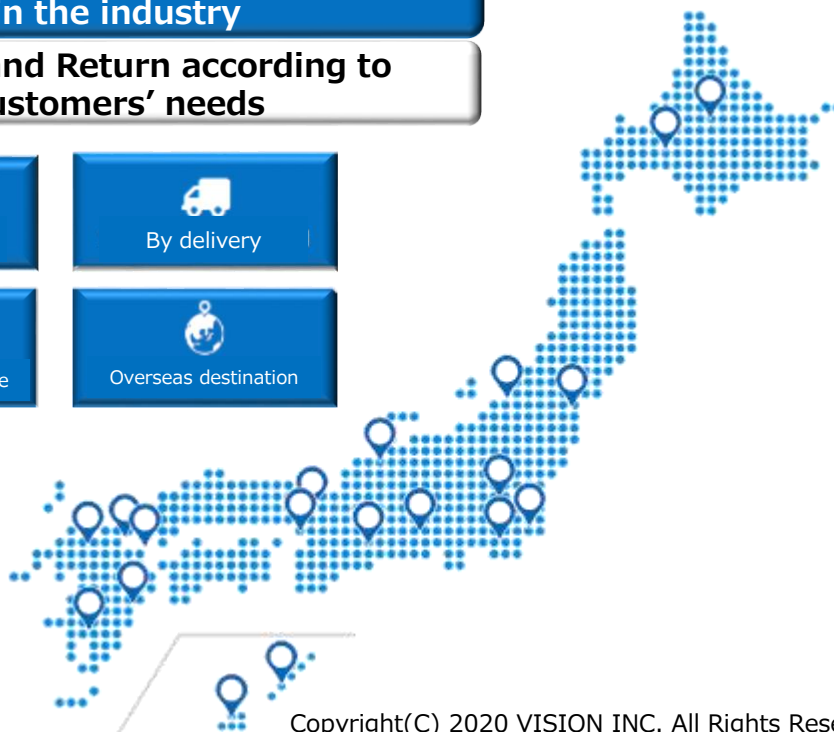 n the industry
nd Return according to
ustomers’ needs
By delivery
e
Overseas destination
Copyright(C) 2020 VISION INC. All Rights Rese